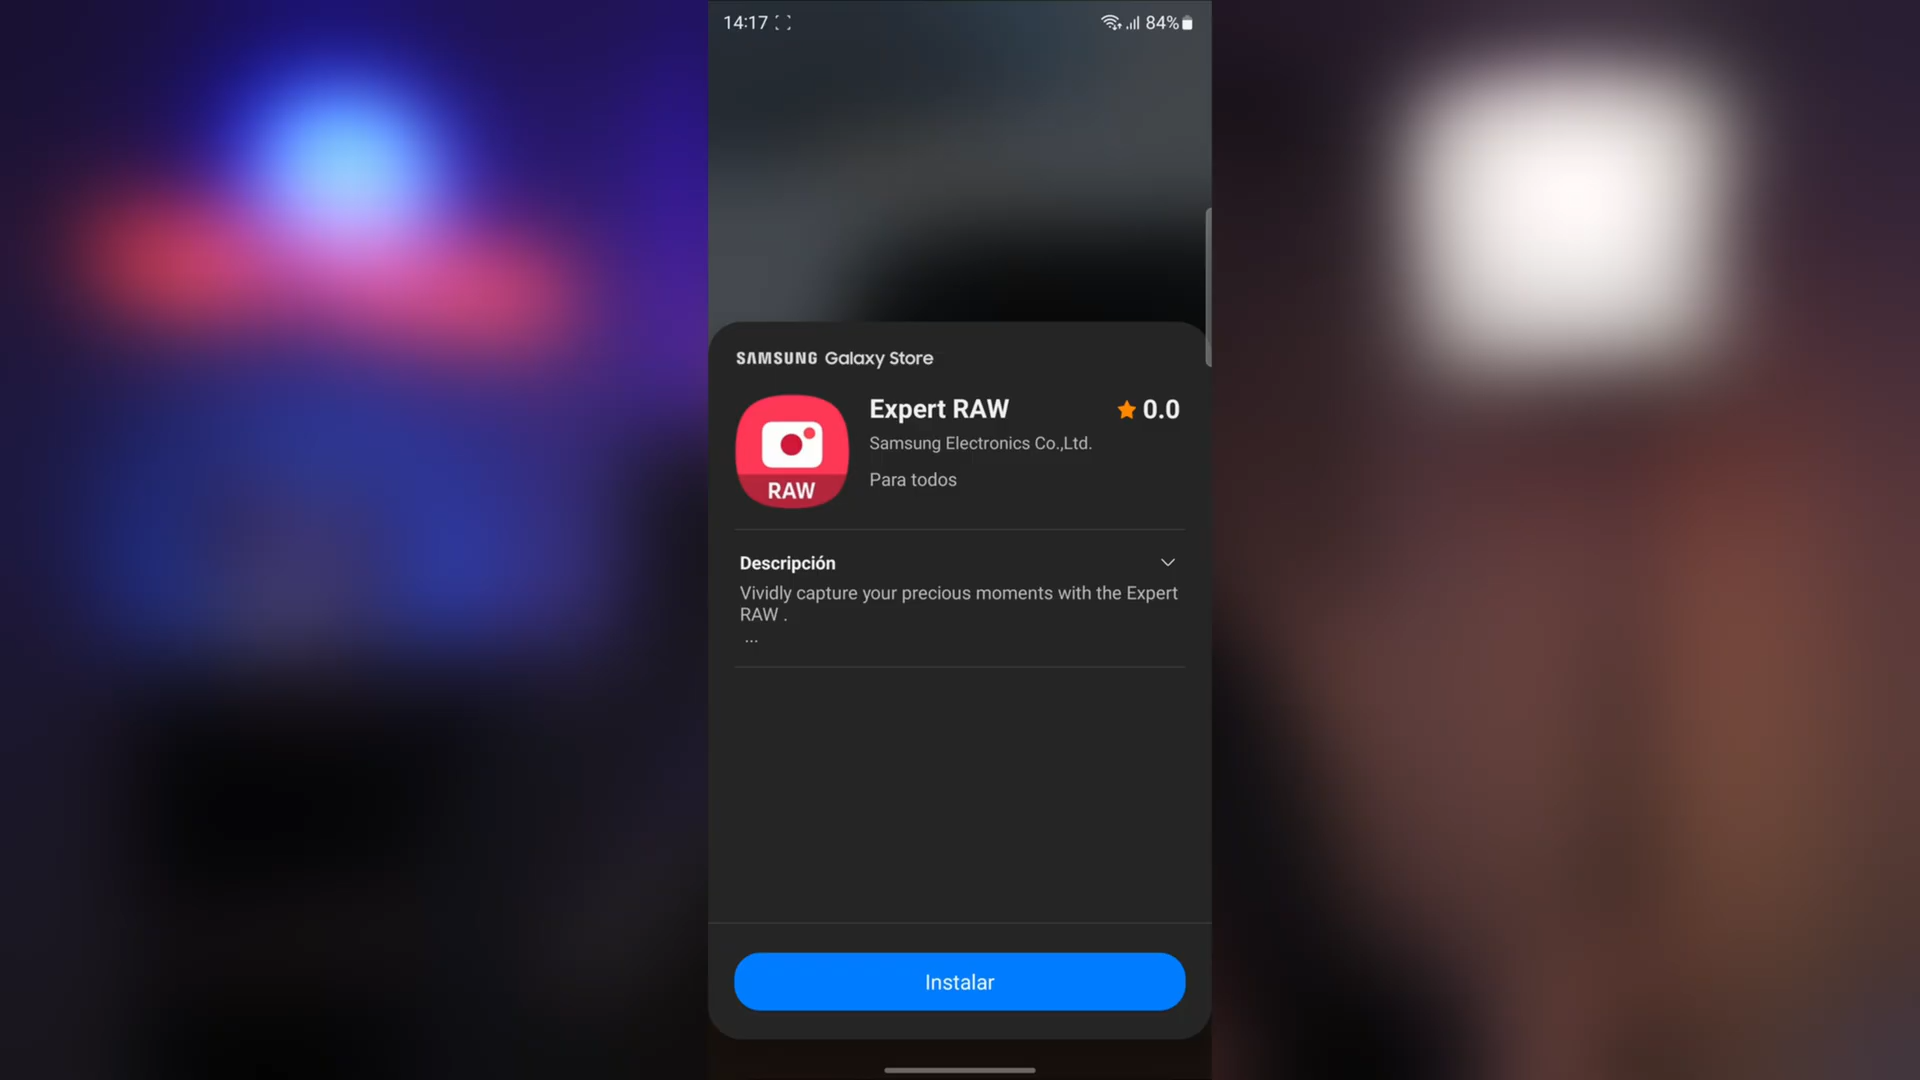 14:17
84%
SAMSUNG Galaxy Store
Expert RAW
0.0
Samsung Electronics Co.,Ltd.
Para todos
RAW
Descripción
Vividly capture your precious moments with the Expert
RAW .
...
Instalar